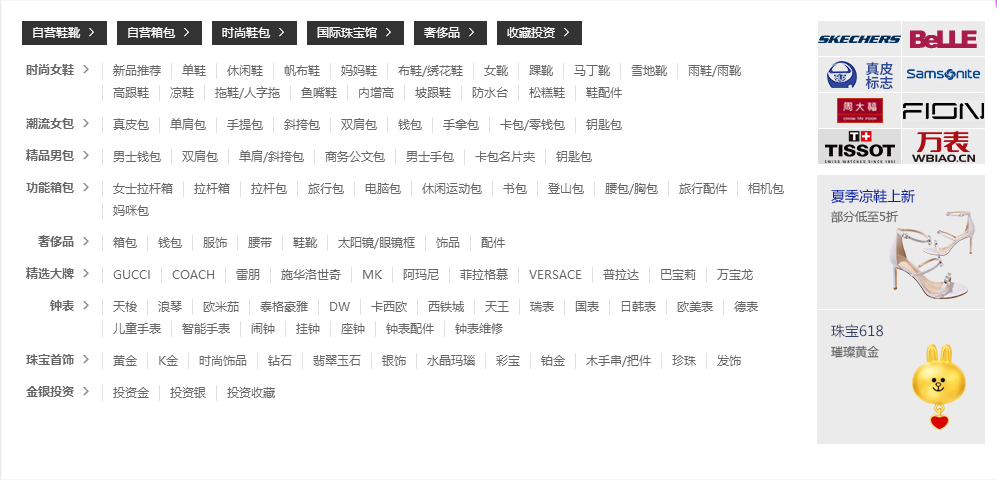 自营鞋靴 > 自营箱包 > 时尚鞋包 > 国际珠宝馆 > 奢侈品 > 收藏投资 >
时尚女鞋 > 新品推荐 单鞋 休闲鞋 帆布鞋 妈妈鞋 布鞋/绣花鞋 女靴 踝靴 马丁靴 雪地靴 雨鞋/雨靴
高跟鞋 凉鞋 拖鞋/人字拖 鱼嘴鞋 内增高 坡跟鞋 防水台 松糕鞋 鞋配件
潮流女包 > 真皮包 单肩包 手提包 斜挎包 双肩包 钱包 手拿包 卡包/零钱包 钥匙包
精品男包 > 男士钱包 双肩包 单肩/斜挎包 商务公文包 男士手包 卡包名片夹 钥匙包
功能箱包 > 女士拉杆箱 拉杆箱 拉杆包 旅行包 电脑包 休闲运动包 书包 登山包 腰包/胸包 旅行配件 相机包
妈咪包
奢侈品 > 箱包 钱包 服饰 腰带 鞋靴 太阳镜/眼镜框 饰品 配件
精选大牌 > GUCCI COACH 雷朋 施华洛世奇 MK 阿玛尼 菲拉格慕 VERSACE 普拉达 巴宝莉 万宝龙
钟表 > 天梭 浪琴 欧米茄 泰格豪雅 DW 卡西欧 西铁城 天王 瑞表 国表 日韩表 欧美表 德表
儿童手表 智能手表 闹钟 挂钟 座钟 钟表配件 钟表维修
珠宝首饰 > 黄金 K金 时尚饰品 钻石 翡翠玉石 银饰 水晶玛瑙 彩宝 铂金 木手串/把件 珍珠 发饰
金银投资 > 投资金 投资银 投资收藏
SKECHERS BeLLE
真皮
标志
Samsonite
周大福
FION
TISSOT
SWISS WATCHES SINCE 1853
万表
WBIAO.CN
夏季凉鞋上新
部分低至5折
珠宝618
璀璨黄金